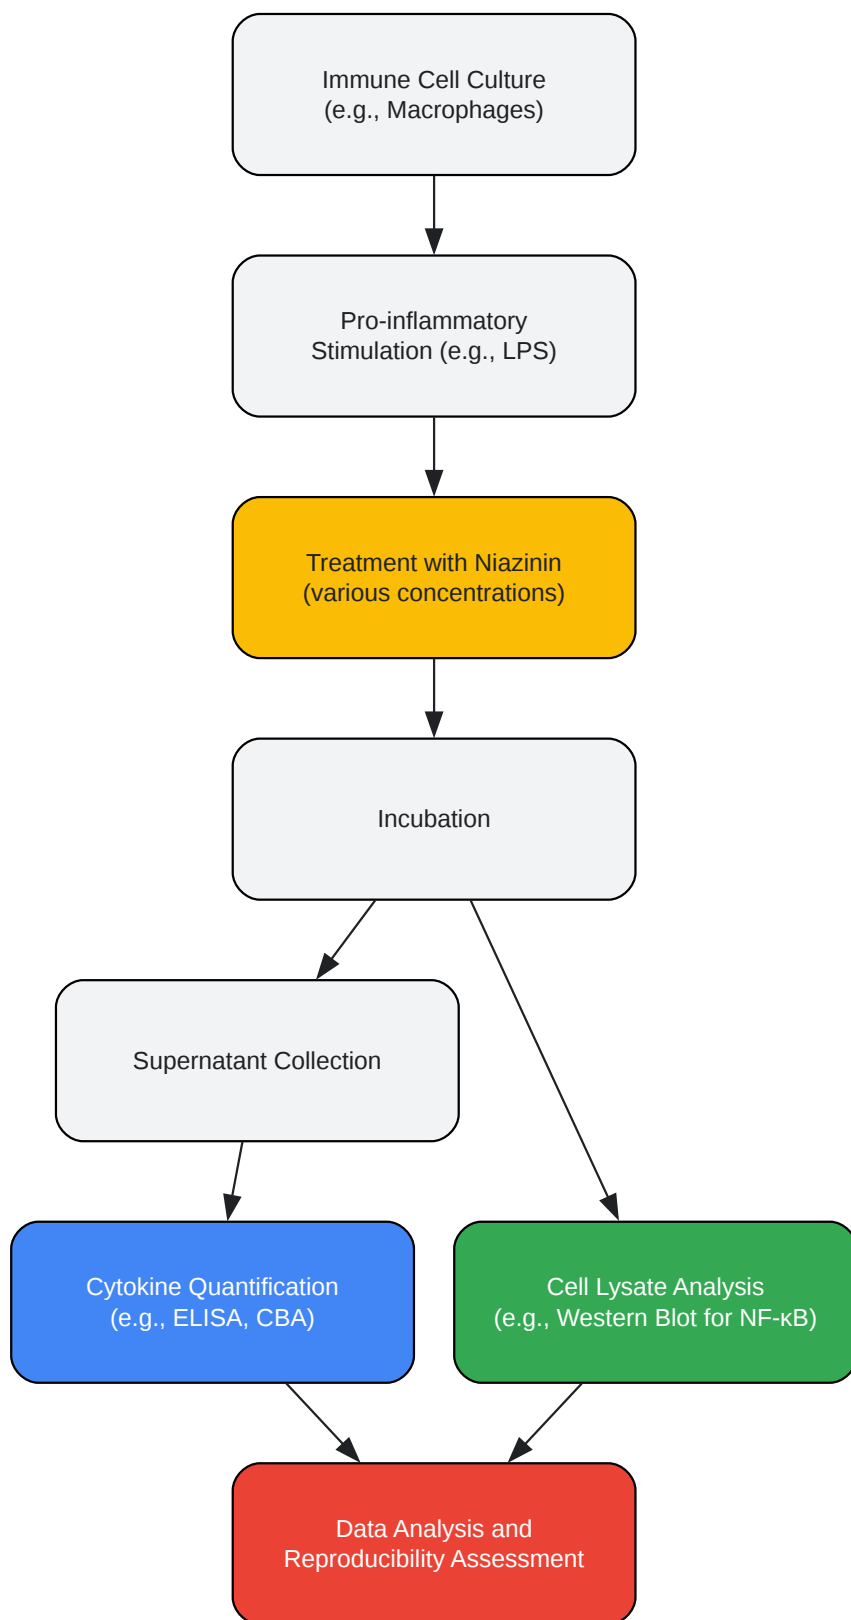 Immune Cell Culture
(e.g., Macrophages)
Pro-inflammatory
Stimulation (e.g., LPS)
Treatment with Niazinin
(various concentrations)
Incubation
Supernatant Collection
Cytokine Quantification
(e.g., ELISA, CBA)
Cell Lysate Analysis
(e.g., Western Blot for NF-κB)
Data Analysis and
Reproducibility Assessment